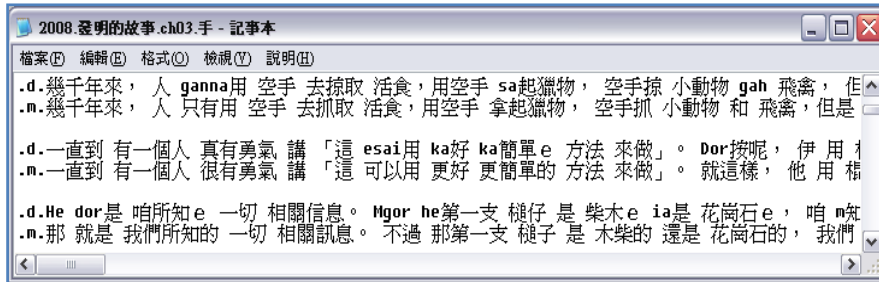 2008.發明的故事.ch03.手 - 記事本
檔案(F) 編輯(E) 格式(O) 檢視(V) 說明(H)
.d.幾千年來， 人 ganna用 空手 去掠取 活食，用空手 sa起獵物， 空手掠 小動物 gah 飛禽， 但
.m.幾千年來， 人 只有用 空手 去抓取 活食，用空手 拿起獵物， 空手抓 小動物 和 飛禽，但是
.d.一直到 有一個人 真有勇氣 講 「這 esai用 ka好 ka簡單e 方法 來做」。 Dor按呢， 伊 用
.m.一直到 有一個人 很有勇氣 講 「這 可以用 更好 更簡單的 方法 來做」。 就這樣， 他 用 根
.d.He dor是 咱所知e 一切 相關信息。 Mgor he第一支 槌仔 是 柴木e ia是 花崗石e， 咱 m知
.m.那 就是 我們所知的 一切 相關訊息。 不過 那第一支 槌子 是 木柴的 還是 花崗石的， 我們